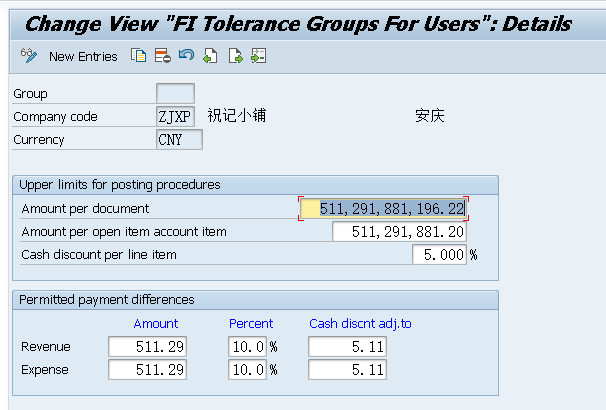 Change View "FI Tolerance Groups For Users": Details
New Entries
Group
Company code ZJXP 祝记小铺 安庆
Currency CNY
Upper limits for posting procedures
Amount per document 511,291,881,196.22
Amount per open item account item 511,291,881.20
Cash discount per line item 5.000 %
Permitted payment differences
Amount Percent Cash discnt adj.to
Revenue 511.29 10.0 % 5.11
Expense 511.29 10.0 % 5.11